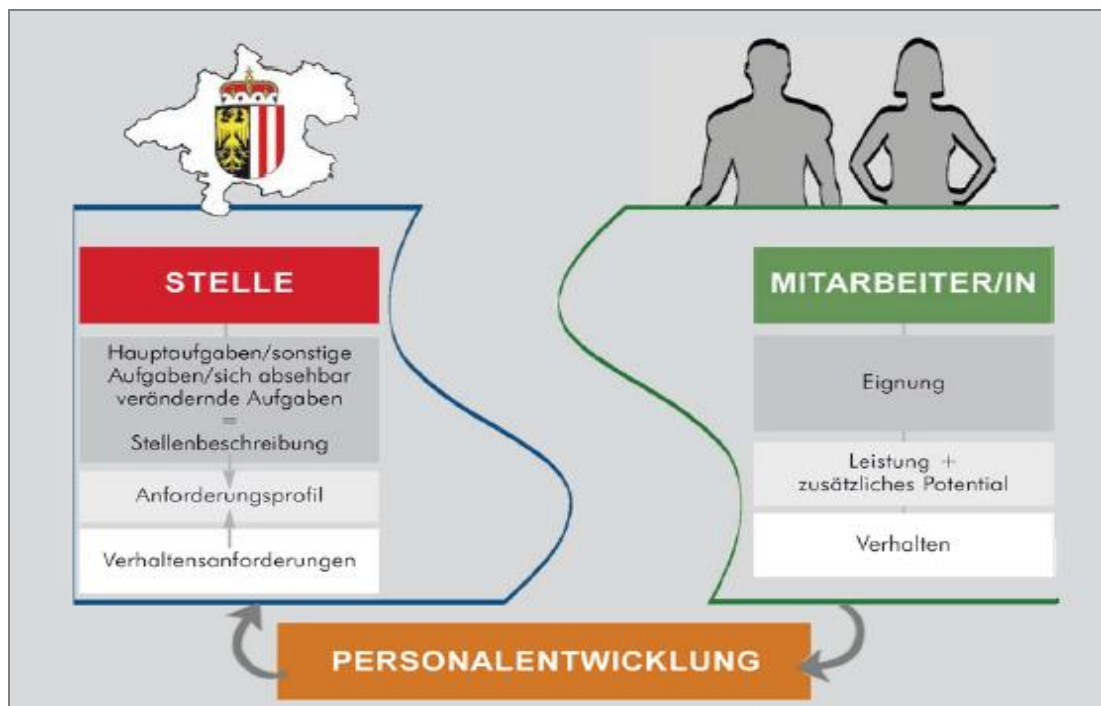 STELLE
Hauptaufgaben/sonstige
Aufgaben/sich absehbar
verändernde Aufgaben
=
Stellenbeschreibung
Anforderungsprofil
Verhaltensanforderungen
MITARBEITER/IN
Eignung
Leistung +
zusätzliches Potential
Verhalten
PERSONALENTWICKLUNG